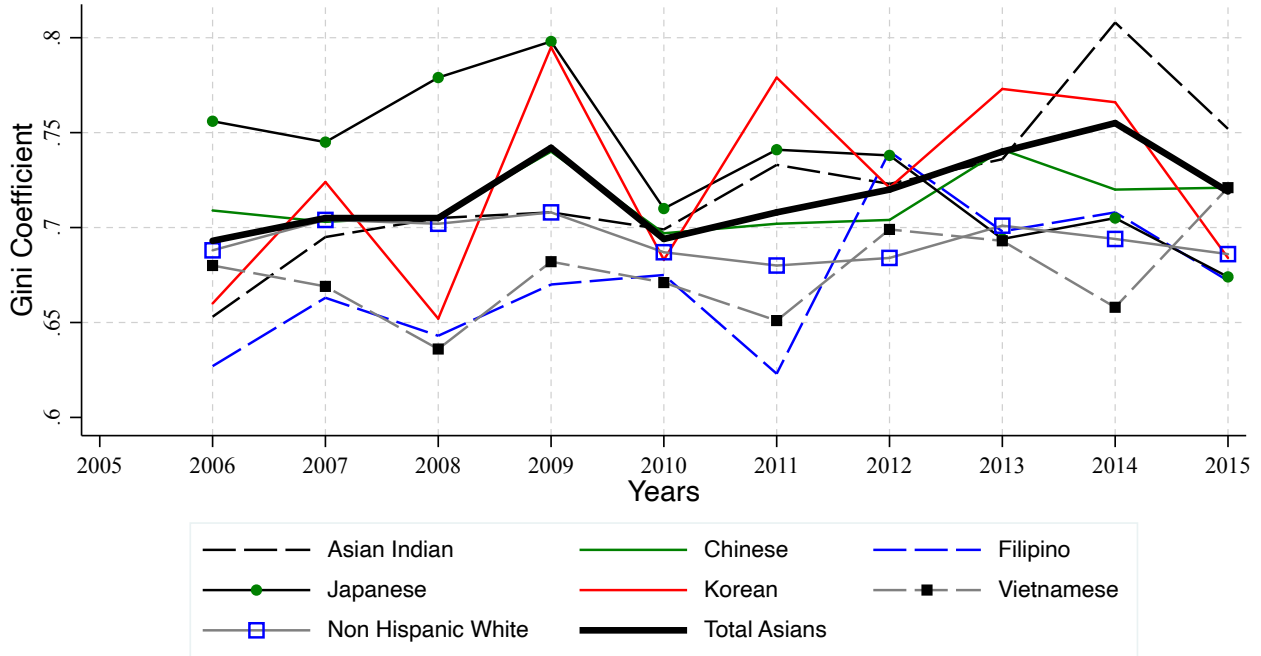 .8
.75
.7
.65
.6
Gini Coefficient
2005 2006 2007 2008 2009 2010 2011 2012 2013 2014 2015
Years
Asian Indian Chinese Filipino
Japanese Korean Vietnamese
Non Hispanic White Total Asians